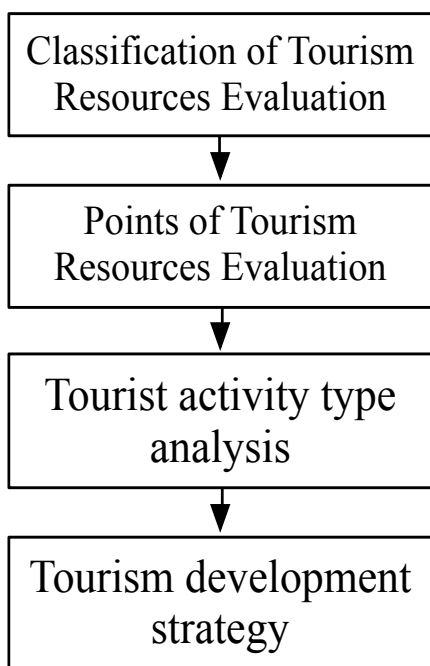 Classification of Tourism
Resources Evaluation
Points of Tourism
Resources Evaluation
Tourist activity type
analysis
Tourism development
strategy